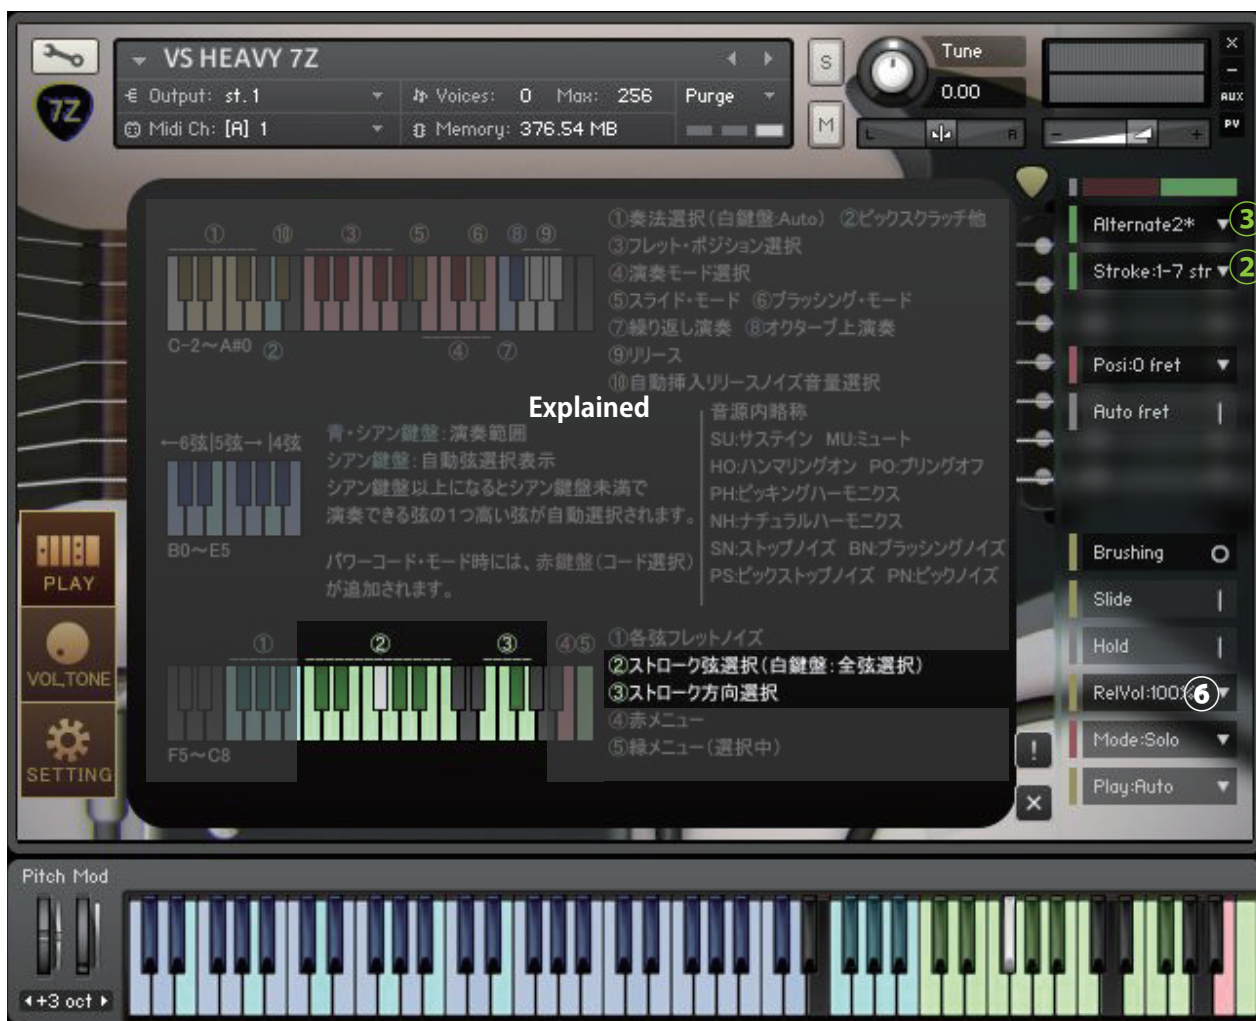 VS HEAVY 7Z
Output: st.1
Voices: 0 Max: 256
Purge
Midi Ch: [A] 1
Memory: 376.54 MB
S
M
Tune
0.00
L
R
AUX
PV
7Z
① ⑩ ③ ⑤ ⑥ ⑧ ⑨
C-2～A#0 ② ④ ⑦
①奏法選択(白鍵盤:Auto) ②ピックスクラッチ他
③フレット・ポジション選択
④演奏モード選択
⑤スライド・モード ⑥ブラッシング・モード
⑦繰り返し演奏 ⑧オクターブ上演奏
⑨リリース
⑩自動挿入リリースノイズ音量選択
Explained
←6弦|5弦→ |4弦
B0～E5
青・シアン鍵盤:演奏範囲
シアン鍵盤:自動弦選択表示
シアン鍵盤以上になるとシアン鍵盤未満で
演奏できる弦の1つ高い弦が自動選択されます。
パワーコード・モード時には、赤鍵盤(コード選択)
が追加されます。
音源内略称
SU:サステイン MU:ミュート
HO:ハンマリングオン PO:プリングオフ
PH:ピッキングハーモニクス
NH:ナチュラルハーモニクス
SN:ストップノイズ BN:ブラッシングノイズ
PS:ピックストップノイズ PN:ピックノイズ
① ② ③ ④⑤
F5～C8
①各弦フレットノイズ
②ストローク弦選択(白鍵盤:全弦選択)
③ストローク方向選択
④赤メニュー
⑤緑メニュー(選択中)
PLAY
VOL,TONE
SETTING
Alternate2* ③
Stroke:1-7 str ②
Posi:0 fret
Auto fret
Brushing
Slide
Hold
RelVol:100% ⑥
Mode:Solo
Play:Auto
!
Pitch Mod
+3 oct